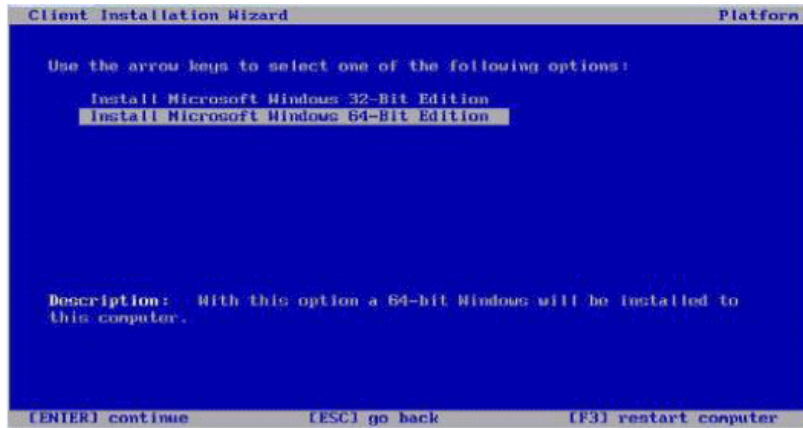 Client Installation Wizard Platform
Use the arrow keys to select one of the following options:
Install Microsoft Windows 32-Bit Edition
Install Microsoft Windows 64-Bit Edition
Description: With this option a 64-bit Windows will be installed to
this computer.
[ENTER] continue [ESC] go back [F3] restart computer